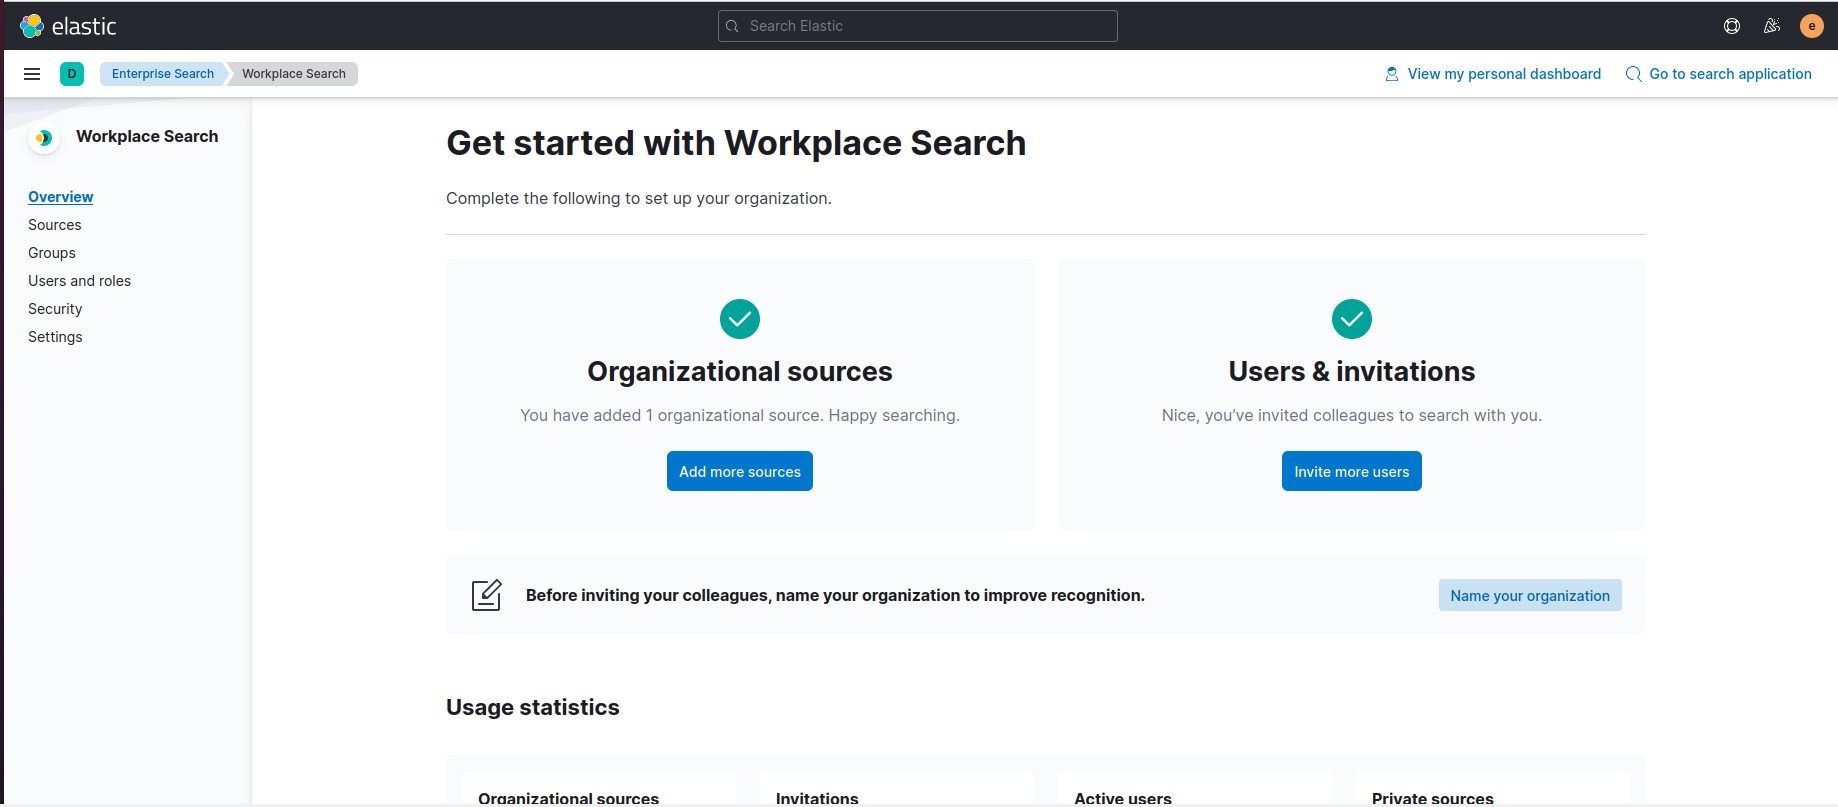 elastic
Search Elastic
e
D
Enterprise Search
Workplace Search
View my personal dashboard
Go to search application
Workplace Search
Overview
Sources
Groups
Users and roles
Security
Settings
Get started with Workplace Search
Complete the following to set up your organization.
Organizational sources
You have added 1 organizational source. Happy searching.
Add more sources
Users & invitations
Nice, you’ve invited colleagues to search with you.
Invite more users
Before inviting your colleagues, name your organization to improve recognition.
Name your organization
Usage statistics
Organizational sources
Invitations
Active users
Private sources